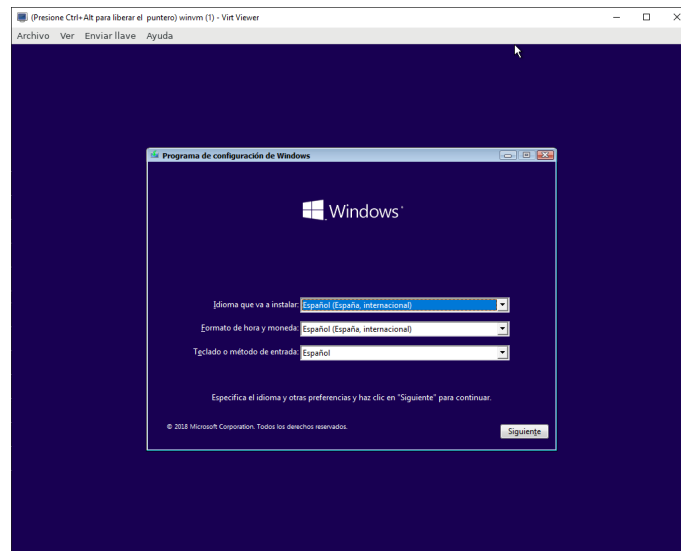 (Presione Ctrl+Alt para liberar el puntero) winvm (1) - Virt Viewer
Archivo Ver Enviar llave Ayuda
Programa de configuración de Windows
Windows
Idioma que va a instalar: Español (España, internacional)
Formato de hora y moneda: Español (España, internacional)
Teclado o método de entrada: Español
Especifica el idioma y otras preferencias y haz clic en "Siguiente" para continuar.
© 2018 Microsoft Corporation. Todos los derechos reservados.
Siguiente